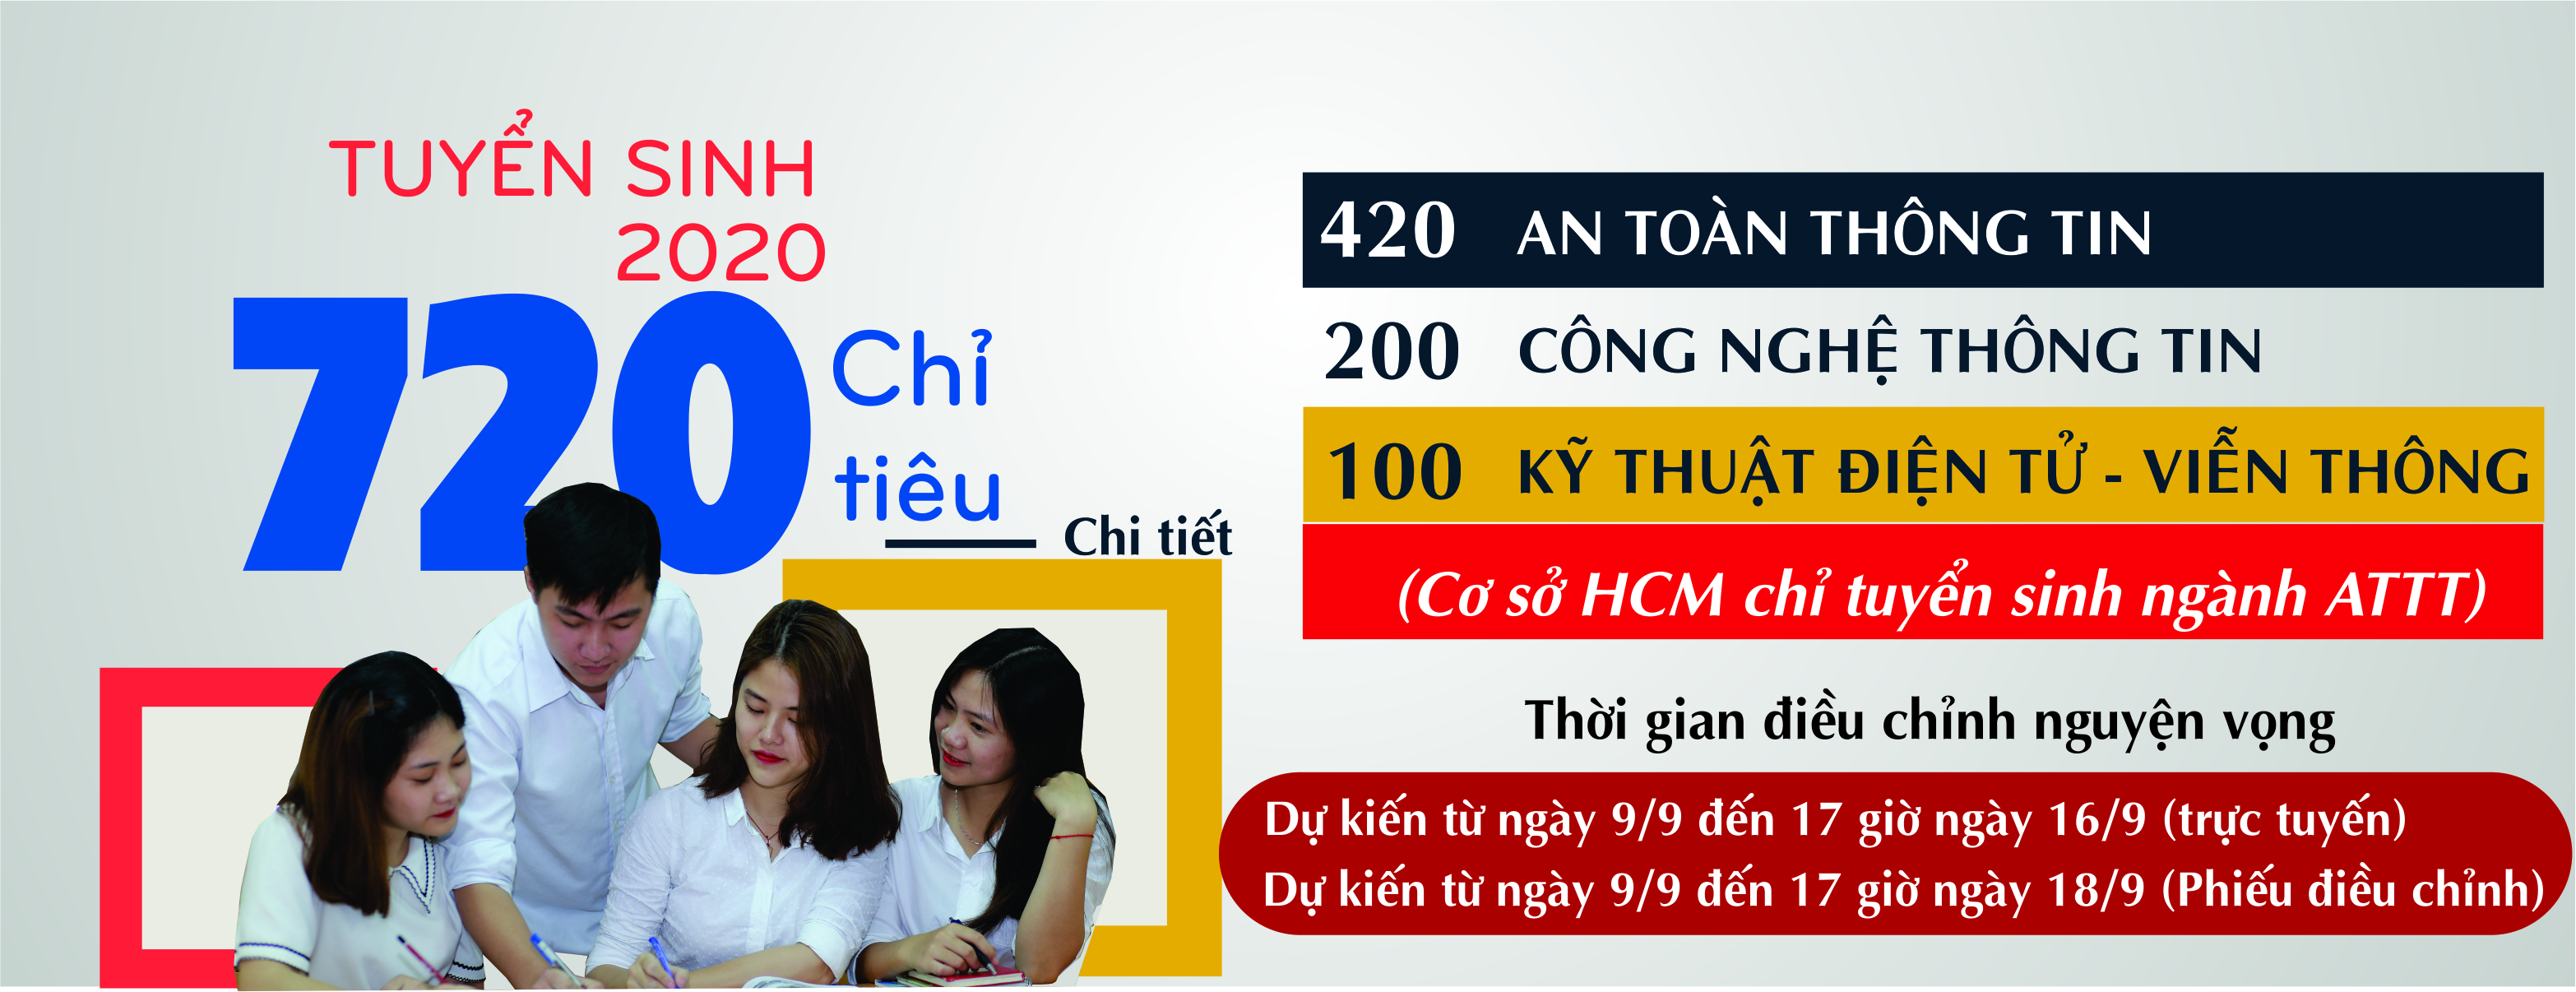 TUYỂN SINH
2020
720 Chỉ
tiêu
Chi tiết
420 AN TOÀN THÔNG TIN
200 CÔNG NGHỆ THÔNG TIN
100 KỸ THUẬT ĐIỆN TỬ - VIỄN THÔNG
(Cơ sở HCM chỉ tuyển sinh ngành ATTT)
Thời gian điều chỉnh nguyện vọng
Dự kiến từ ngày 9/9 đến 17 giờ ngày 16/9 (trực tuyến)
Dự kiến từ ngày 9/9 đến 17 giờ ngày 18/9 (Phiếu điều chỉnh)